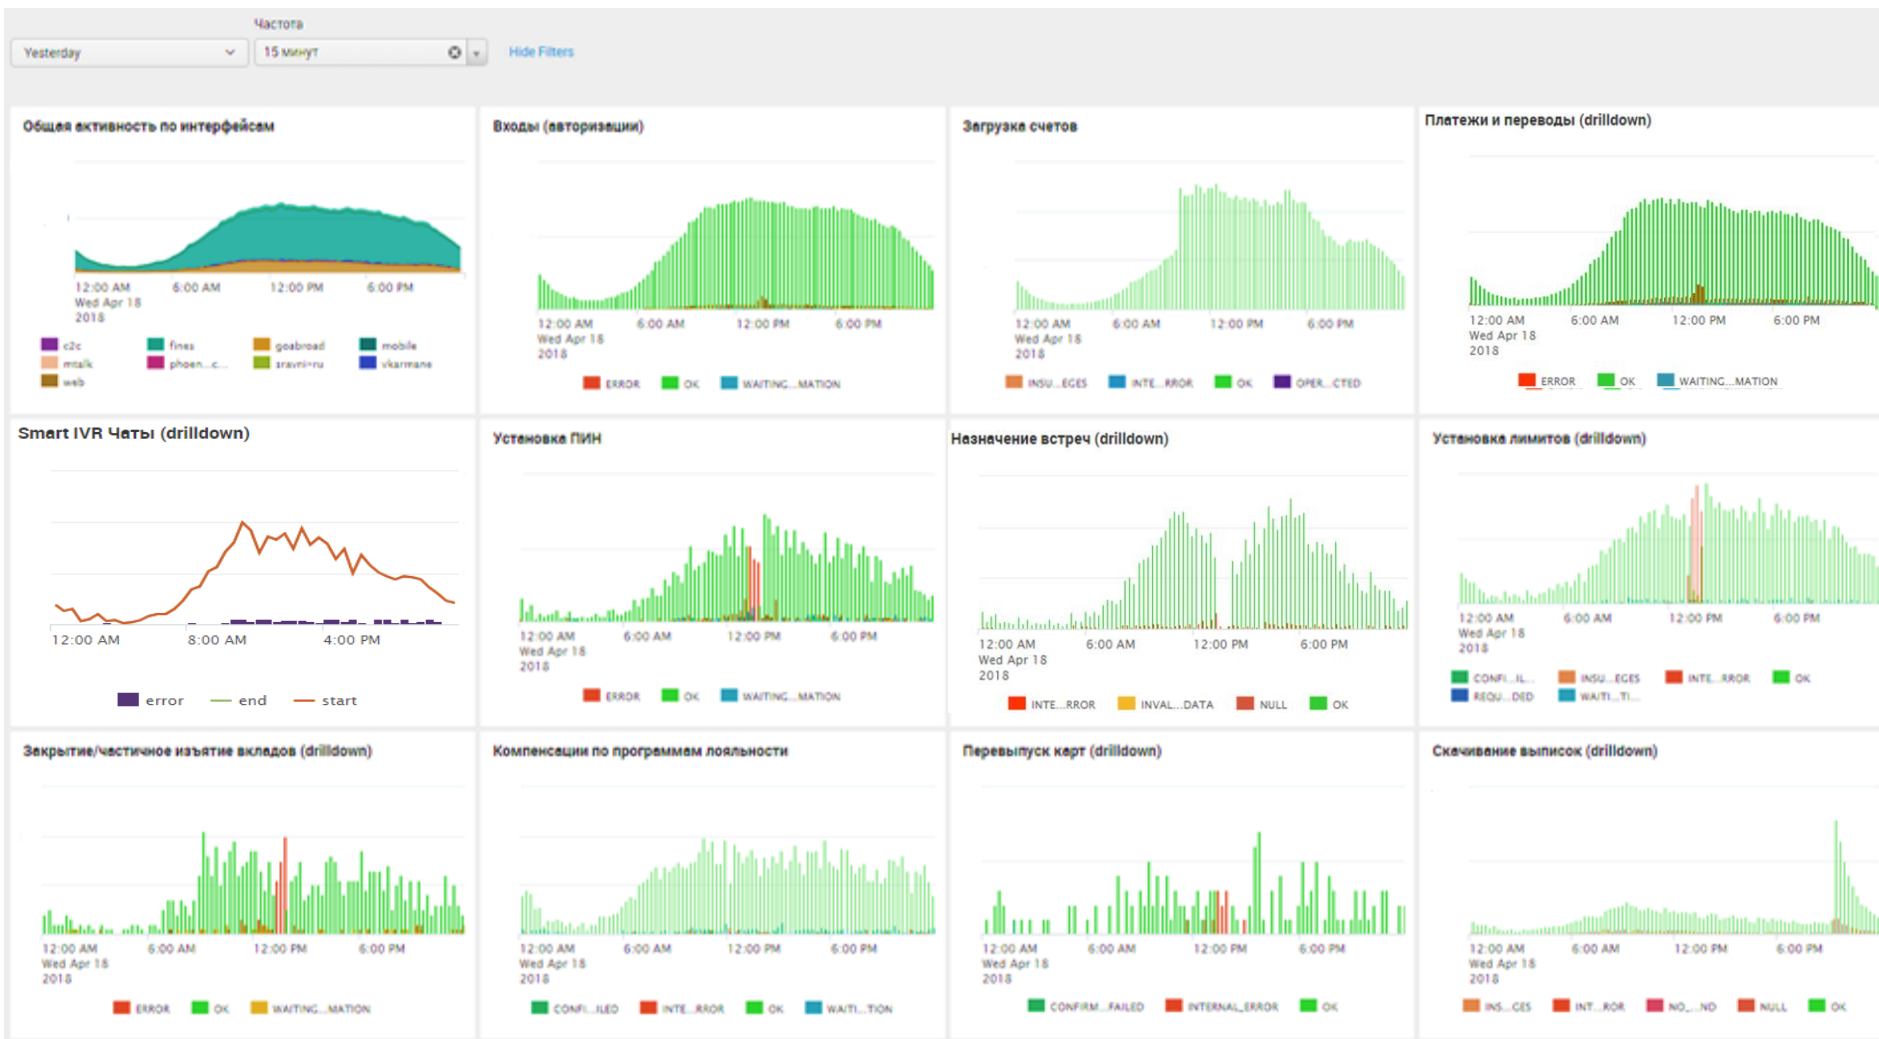 Частота
Yesterday
15 минут
Hide Filters
Общая активность по интерфейсам
12:00 AM 6:00 AM 12:00 PM 6:00 PM
Wed Apr 18
2018
c2c fines goabroad mobile
mtalk phoen...c... sravni-ru vkarmane
web
Входы (авторизации)
12:00 AM 6:00 AM 12:00 PM 6:00 PM
Wed Apr 18
2018
ERROR OK WAITING...MATION
Загрузка счетов
12:00 AM 6:00 AM 12:00 PM 6:00 PM
Wed Apr 18
2018
INSU...EGES INTE...RROR OK OPER...CTED
Платежи и переводы (drilldown)
12:00 AM 6:00 AM 12:00 PM 6:00 PM
Wed Apr 18
2018
ERROR OK WAITING...MATION
Smart IVR Чаты (drilldown)
12:00 AM 8:00 AM 4:00 PM
error end start
Установка ПИН
12:00 AM 6:00 AM 12:00 PM 6:00 PM
Wed Apr 18
2018
ERROR OK WAITING...MATION
Назначение встреч (drilldown)
12:00 AM 6:00 AM 12:00 PM 6:00 PM
Wed Apr 18
2018
INTE...RROR INVAL...DATA NULL OK
Установка лимитов (drilldown)
12:00 AM 6:00 AM 12:00 PM 6:00 PM
Wed Apr 18
2018
CONFI...IL... INSU...EGES INTE...RROR OK
REQU...DED WAITI...TI...
Закрытие/частичное изъятие вкладов (drilldown)
12:00 AM 6:00 AM 12:00 PM 6:00 PM
Wed Apr 18
2018
ERROR OK WAITING...MATION
Компенсации по программам лояльности
12:00 AM 6:00 AM 12:00 PM 6:00 PM
Wed Apr 18
2018
CONFI...ILED INTE...RROR OK WAITI...TION
Перевыпуск карт (drilldown)
12:00 AM 6:00 AM 12:00 PM 6:00 PM
Wed Apr 18
2018
CONFIRM...FAILED INTERNAL_ERROR OK
Скачивание выписок (drilldown)
12:00 AM 6:00 AM 12:00 PM 6:00 PM
Wed Apr 18
2018
INS...GES INT...ROR NO_...ND NULL OK